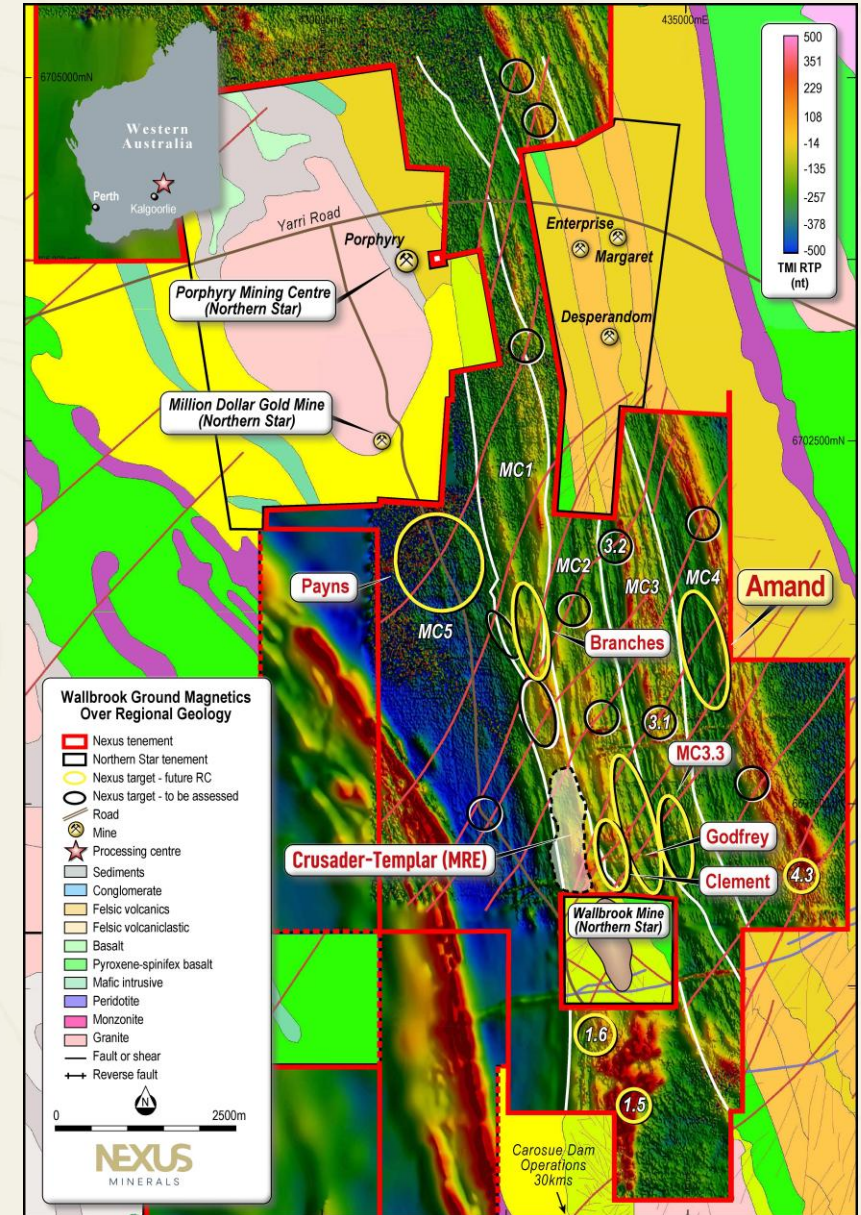 435000mE
6705000mN
500
351
229
108
-14
-135
-257
-378
-500
TMI RTP
(nt)
Western
Australia
Perth
Kalgoorlie
Yarri Road
Porphyry
Enterprise
Margaret
Porphyry Mining Centre
(Northern Star)
Desperandom
Million Dollar Gold Mine
(Northern Star)
6702500mN
MC1
3.2
MC2
MC3
MC4
Payns
Amand
MC5
Branches
3.1
MC3.3
Crusader-Templar (MRE)
Godfrey
Clement
4.3
Wallbrook Mine
(Northern Star)
1.6
1.5
Carosue Dam
Operations
30kms
Wallbrook Ground Magnetics
Over Regional Geology
Nexus tenement
Northern Star tenement
Nexus target - future RC
Nexus target - to be assessed
Road
Mine
Processing centre
Sediments
Conglomerate
Felsic volcanics
Felsic volcaniclastic
Basalt
Pyroxene-spinifex basalt
Mafic intrusive
Peridotite
Monzonite
Granite
Fault or shear
Reverse fault
N
0 2500m
NEXUS
MINERALS